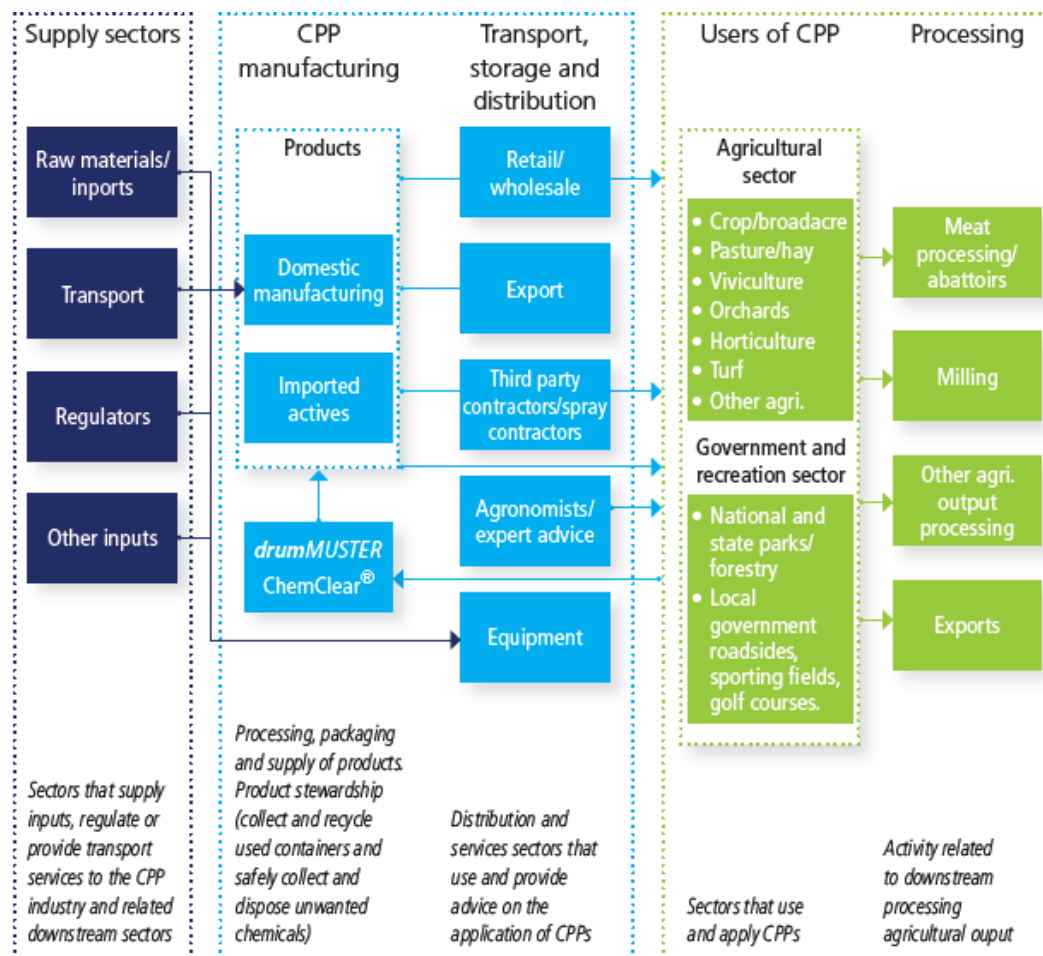 Supply sectors
CPP
manufacturing
Transport,
storage and
distribution
Users of CPP
Processing
Raw materials/
inports
Transport
Regulators
Other inputs
Products
Domestic
manufacturing
Imported
actives
drumMUSTER
ChemClear®
Retail/
wholesale
Export
Third party
contractors/spray
contractors
Agronomists/
expert advice
Equipment
Agricultural
sector
• Crop/broadacre
• Pasture/hay
• Viviculture
• Orchards
• Horticulture
• Turf
• Other agri.
Government and
recreation sector
• National and
state parks/
forestry
• Local
government
roadsides,
sporting fields,
golf courses.
Meat
processing/
abattoirs
Milling
Other agri.
output
processing
Exports
Sectors that supply
inputs, regulate or
provide transport
services to the CPP
industry and related
downstream sectors
Processing, packaging
and supply of products.
Product stewardship
(collect and recycle
used containers and
safely collect and
dispose unwanted
chemicals)
Distribution and
services sectors that
use and provide
advice on the
application of CPPs
Sectors that use
and apply CPPs
Activity related
to downstream
processing
agricultural ouput